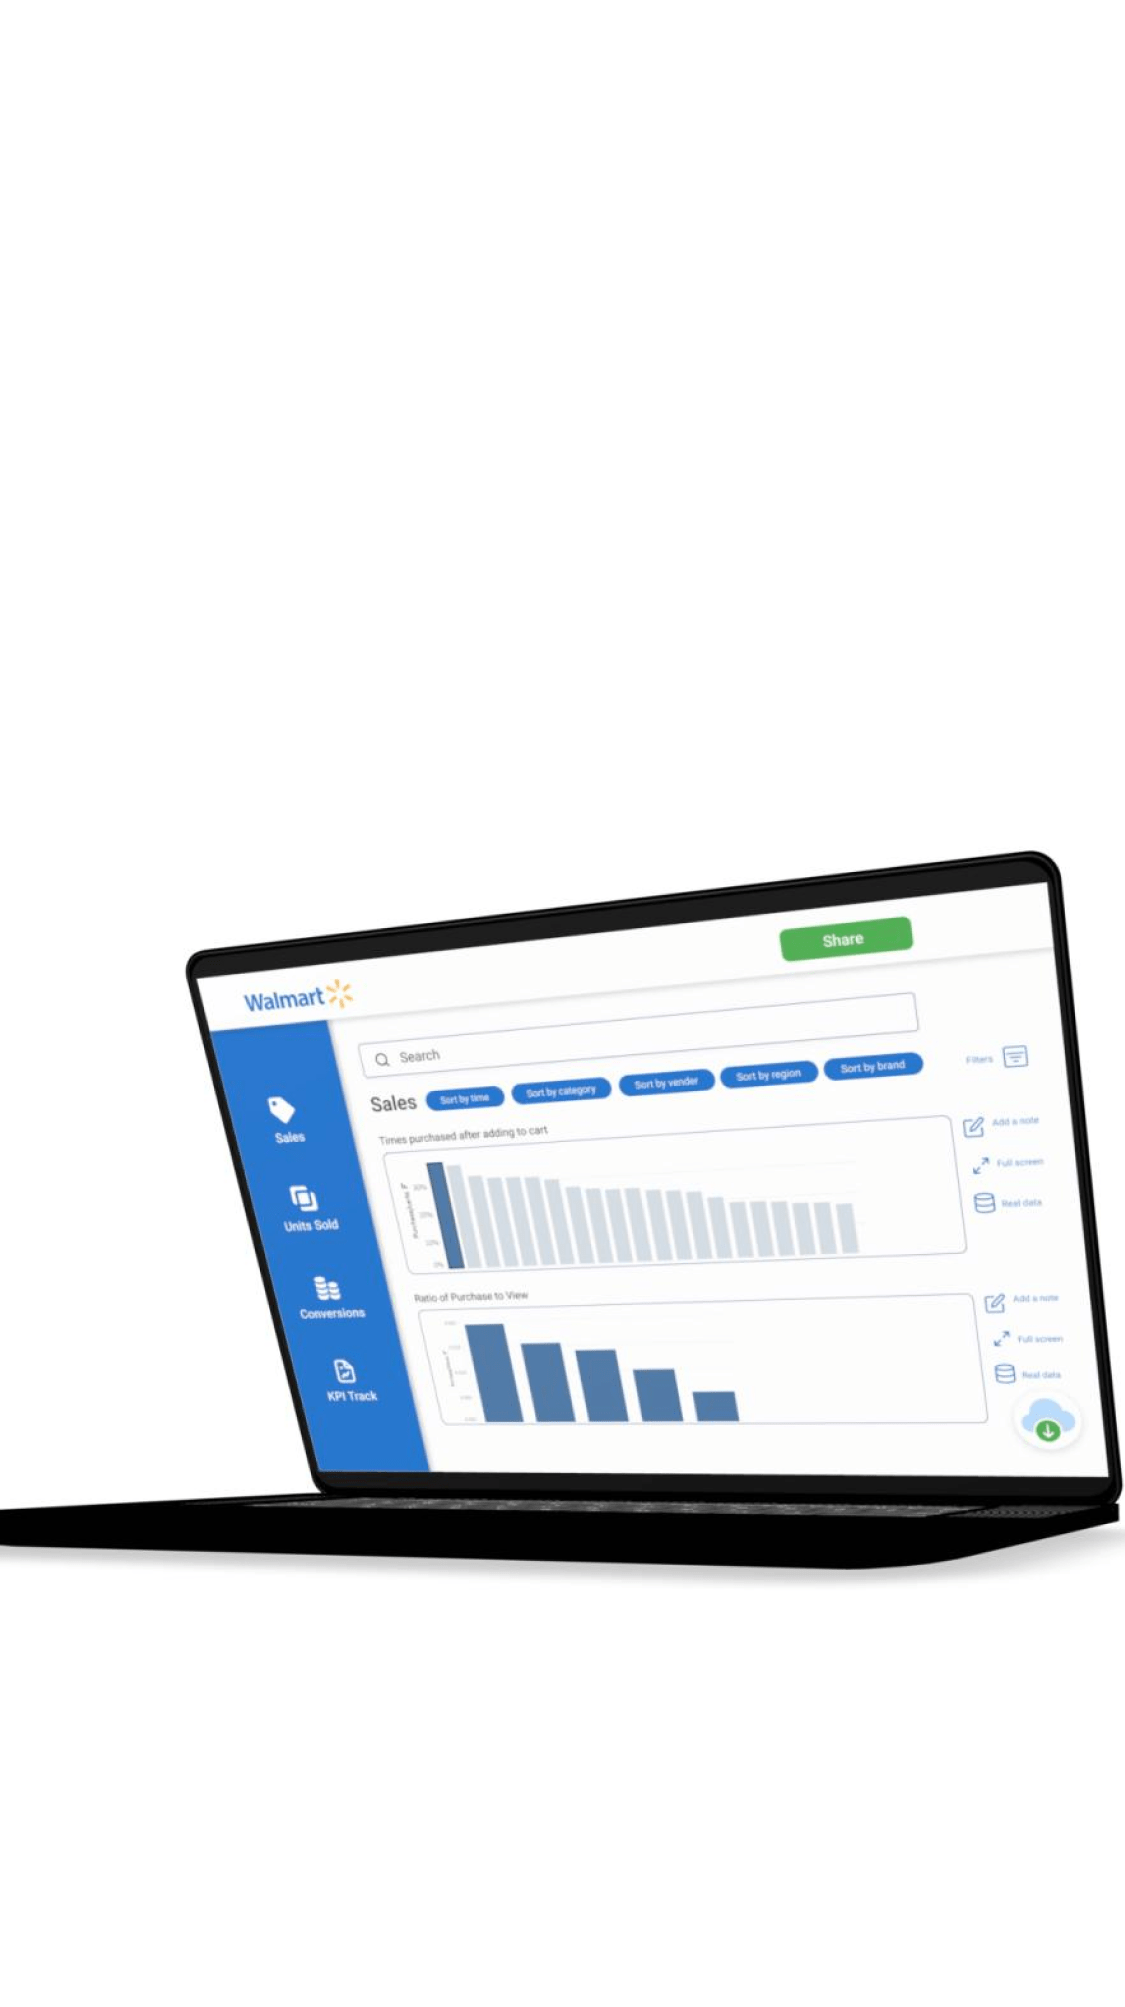 Share
Walmart
Search
Sales
Sort by time
Sort by category
Sort by vender
Sort by region
Sort by brand
Filters
Times purchased after adding to cart
Add a note
Full screen
Real data
30%
20%
10%
0%
Sales
Units Sold
Conversions
KPI Track
Ratio of Purchase to View
Add a note
Full screen
Real data